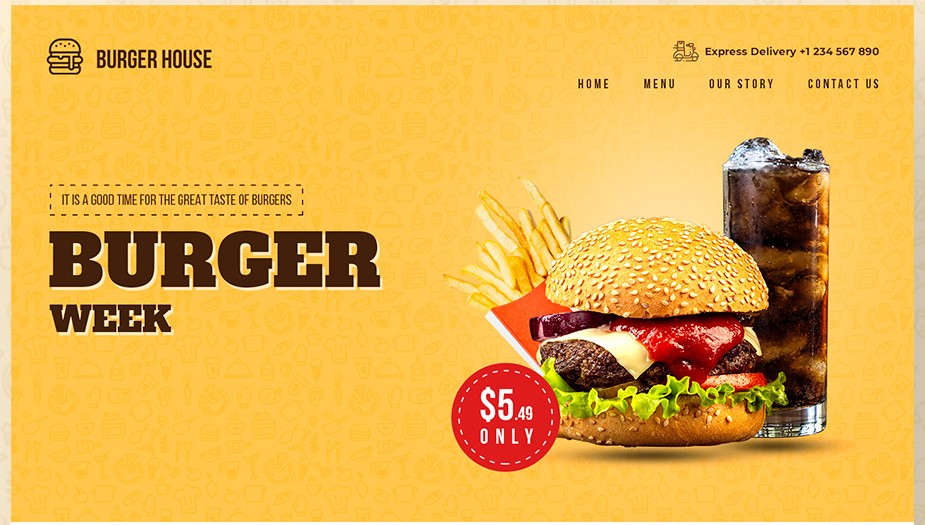 BURGER HOUSE
Express Delivery +1 234 567 890
HOME MENU OUR STORY CONTACT US
IT IS A GOOD TIME FOR THE GREAT TASTE OF BURGERS
BURGER
WEEK
$5.49
ONLY